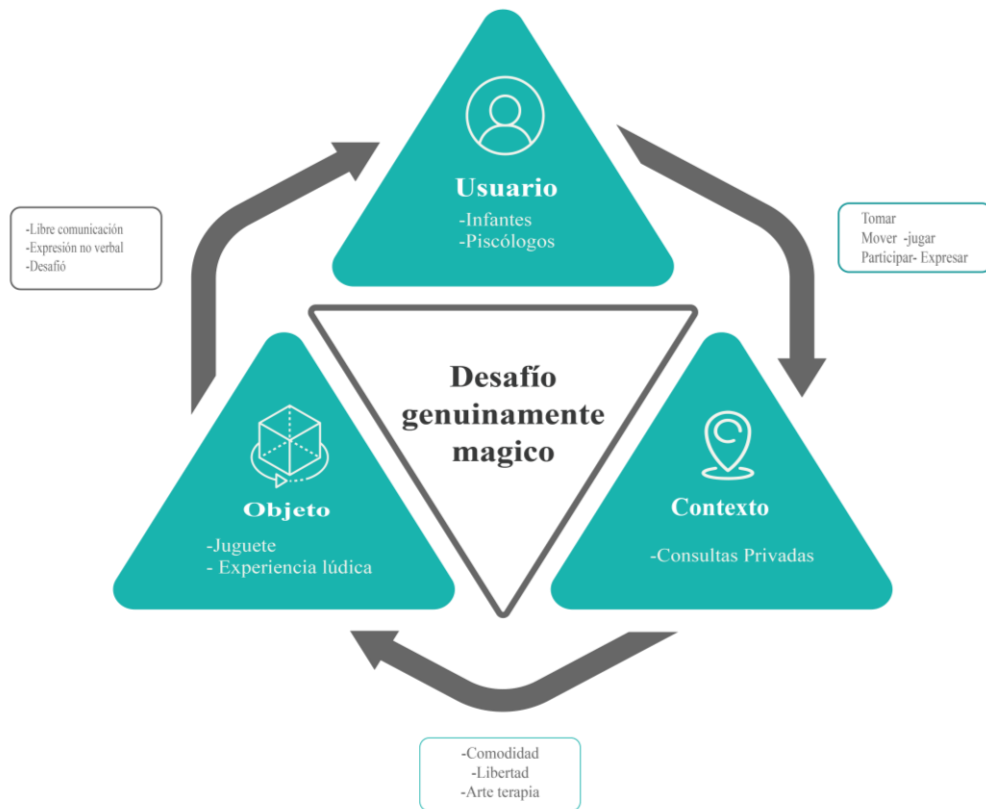 Usuario
-Infantes
-Piscólogos
-Libre comunicación
-Expresión no verbal
-Desafió
Tomar
Mover -jugar
Participar- Expresar
Desafío
genuinamente
magico
Objeto
-Juguete
- Experiencia lúdica
Contexto
-Consultas Privadas
-Comodidad
-Libertad
-Arte terapia